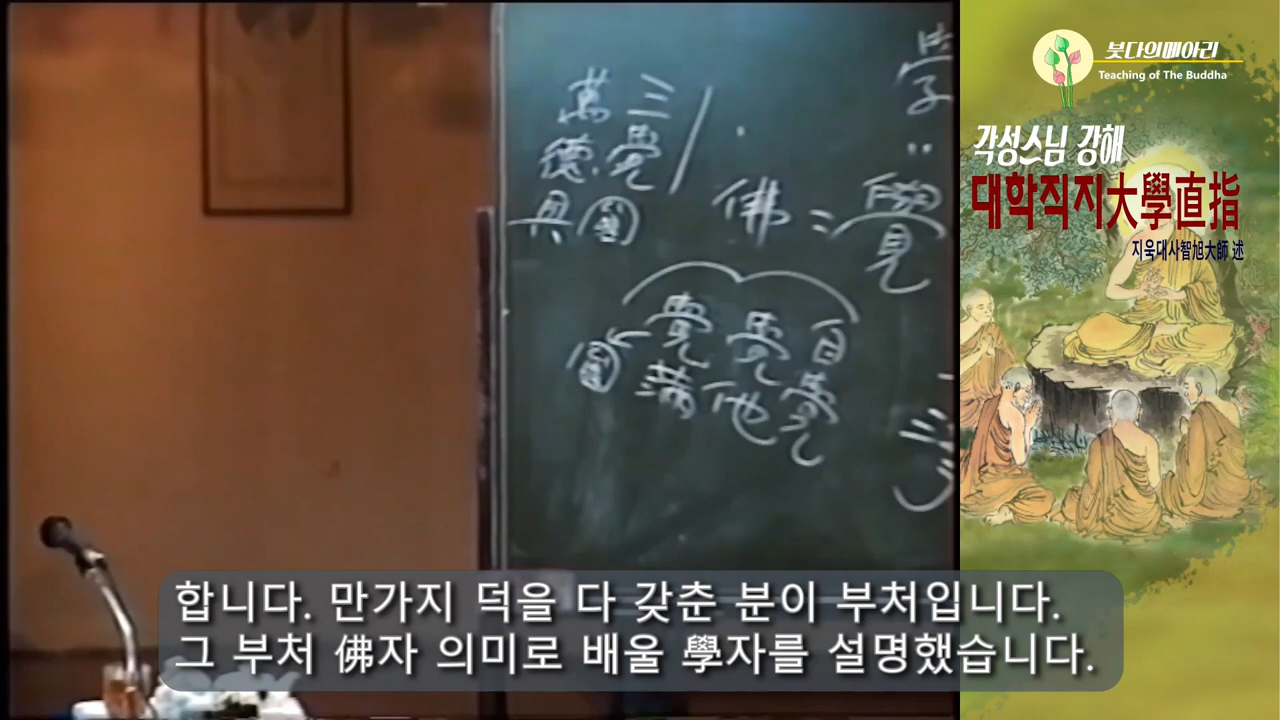 學
佛 = 覺
三覺圓
萬德具
自覺
覺他
覺滿
圓
붓다의메아리
Teaching of The Buddha
각성스님 강해
대학직지大學直指
지욱대사智旭大師 述
합니다. 만가지 덕을 다 갖춘 분이 부처입니다.
그 부처 佛자 의미로 배울 學자를 설명했습니다.